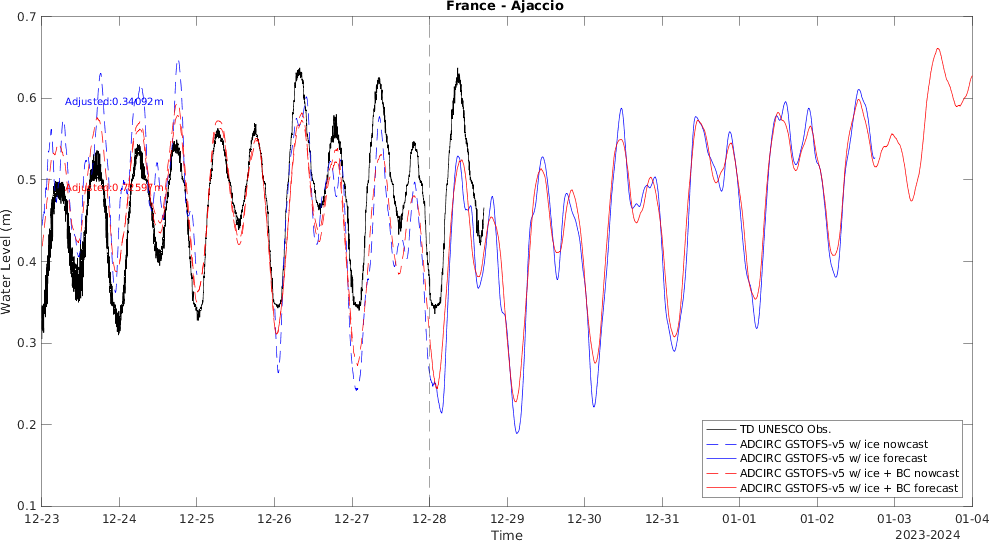 France - Ajaccio
0.7
0.6
0.5
0.4
0.3
0.2
0.1
Water Level (m)
Adjusted:0.34092m
TD UNESCO Obs.
ADCIRC GSTOFS-v5 w/ ice nowcast
ADCIRC GSTOFS-v5 w/ ice forecast
ADCIRC GSTOFS-v5 w/ ice + BC nowcast
ADCIRC GSTOFS-v5 w/ ice + BC forecast
12-23 12-24 12-25 12-26 12-27 12-28 12-29 12-30 12-31 01-01 01-02 01-03 01-04
Time
2023-2024